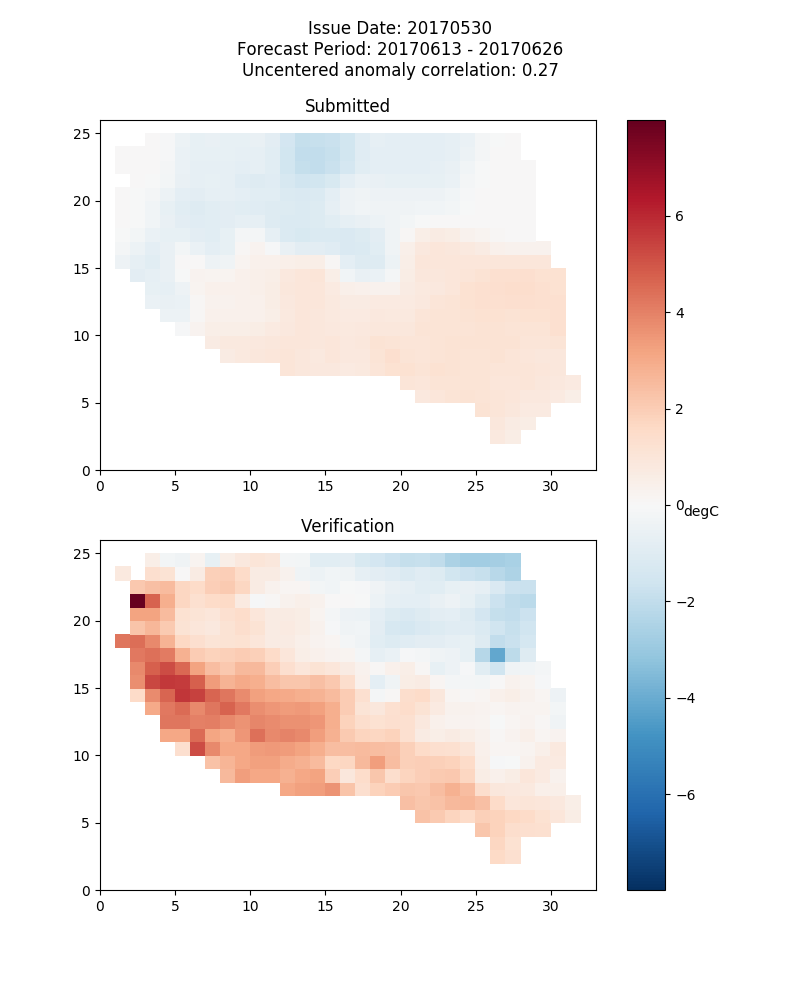 Issue Date: 20170530
Forecast Period: 20170613 - 20170626
Uncentered anomaly correlation: 0.27
Submitted
25
20
15
10
5
0
0 5 10 15 20 25 30
Verification
25
20
15
10
5
0
0 5 10 15 20 25 30
6
4
2
0
−2
−4
−6
degC